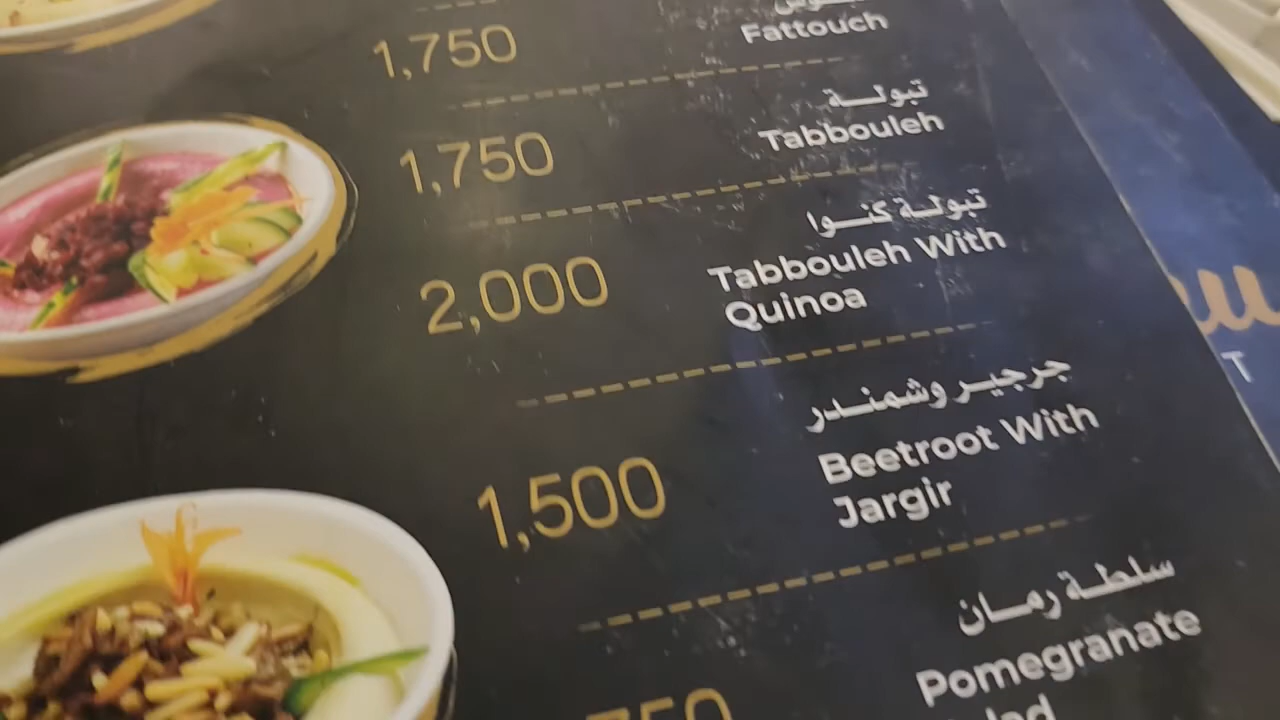 Fattouch
1,750
تبولة
Tabbouleh
1,750
تبولة كنوا
Tabbouleh With
Quinoa
2,000
جرجير وشمندر
Beetroot With
Jargir
1,500
سلطة رمان
Pomegranate